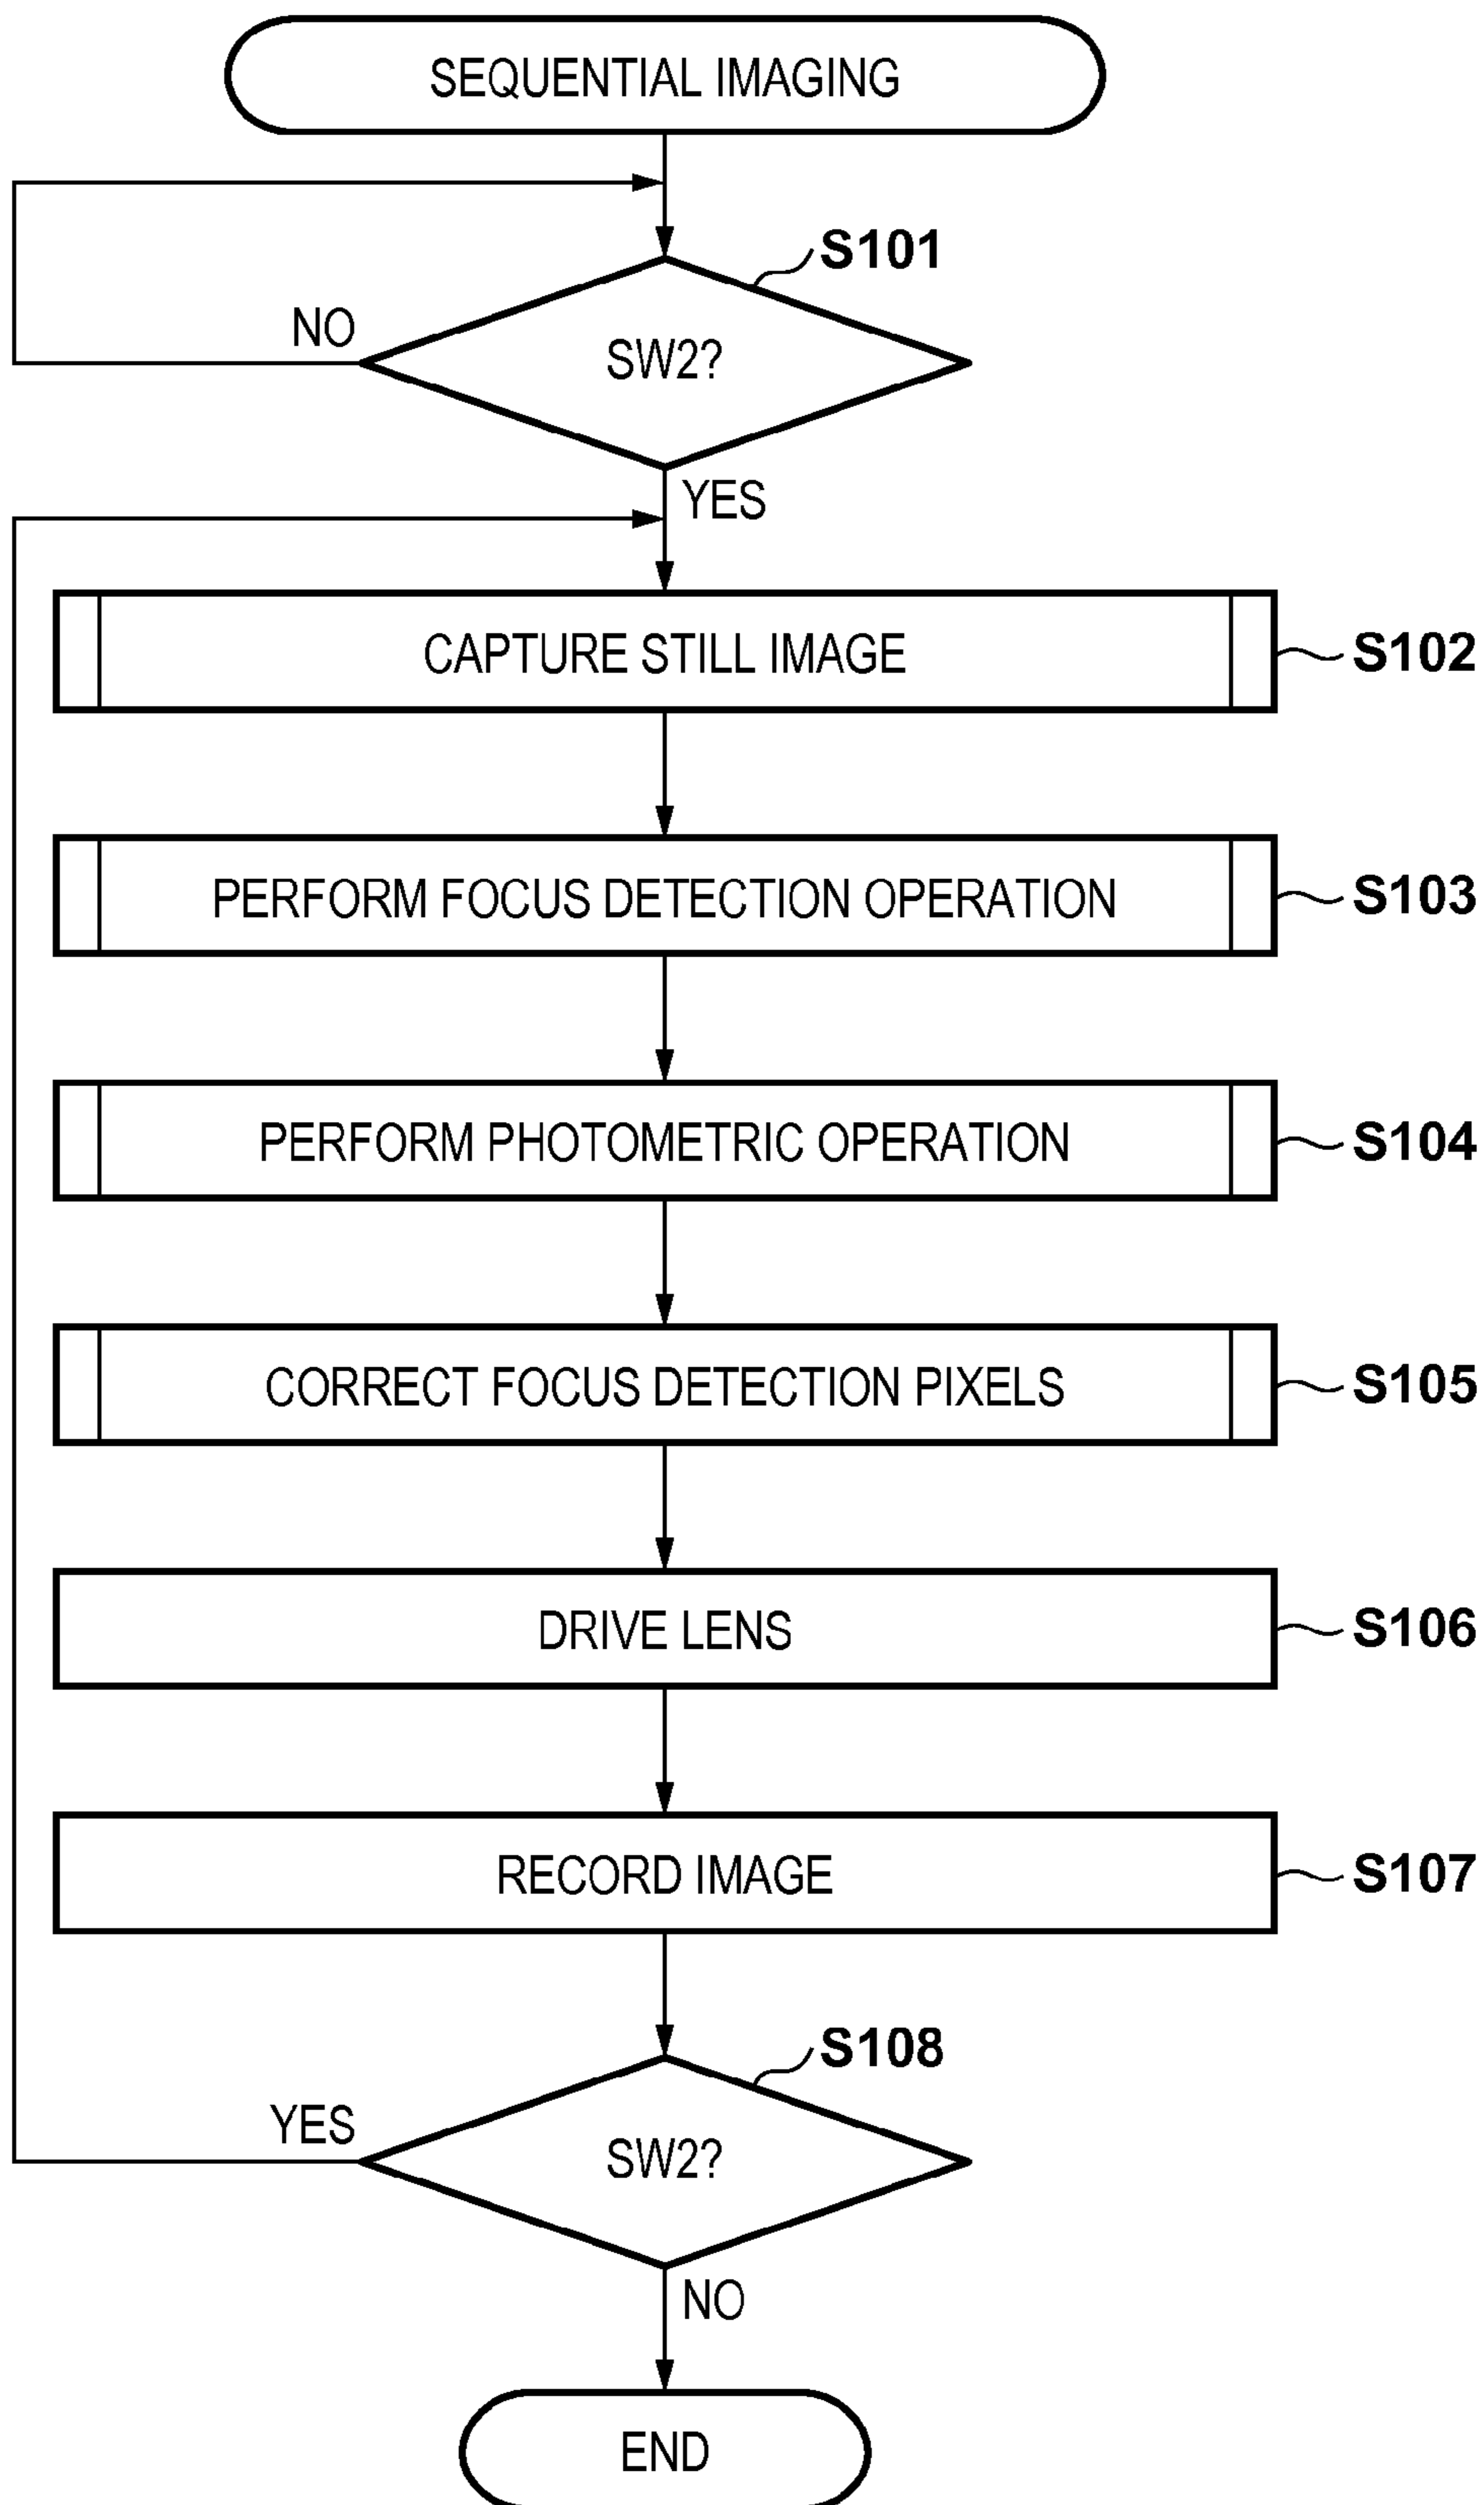 SEQUENTIAL IMAGING
S101
NO
SW2?
YES
CAPTURE STILL IMAGE
S102
PERFORM FOCUS DETECTION OPERATION
S103
PERFORM PHOTOMETRIC OPERATION
S104
CORRECT FOCUS DETECTION PIXELS
S105
DRIVE LENS
S106
RECORD IMAGE
S107
S108
YES
SW2?
NO
END